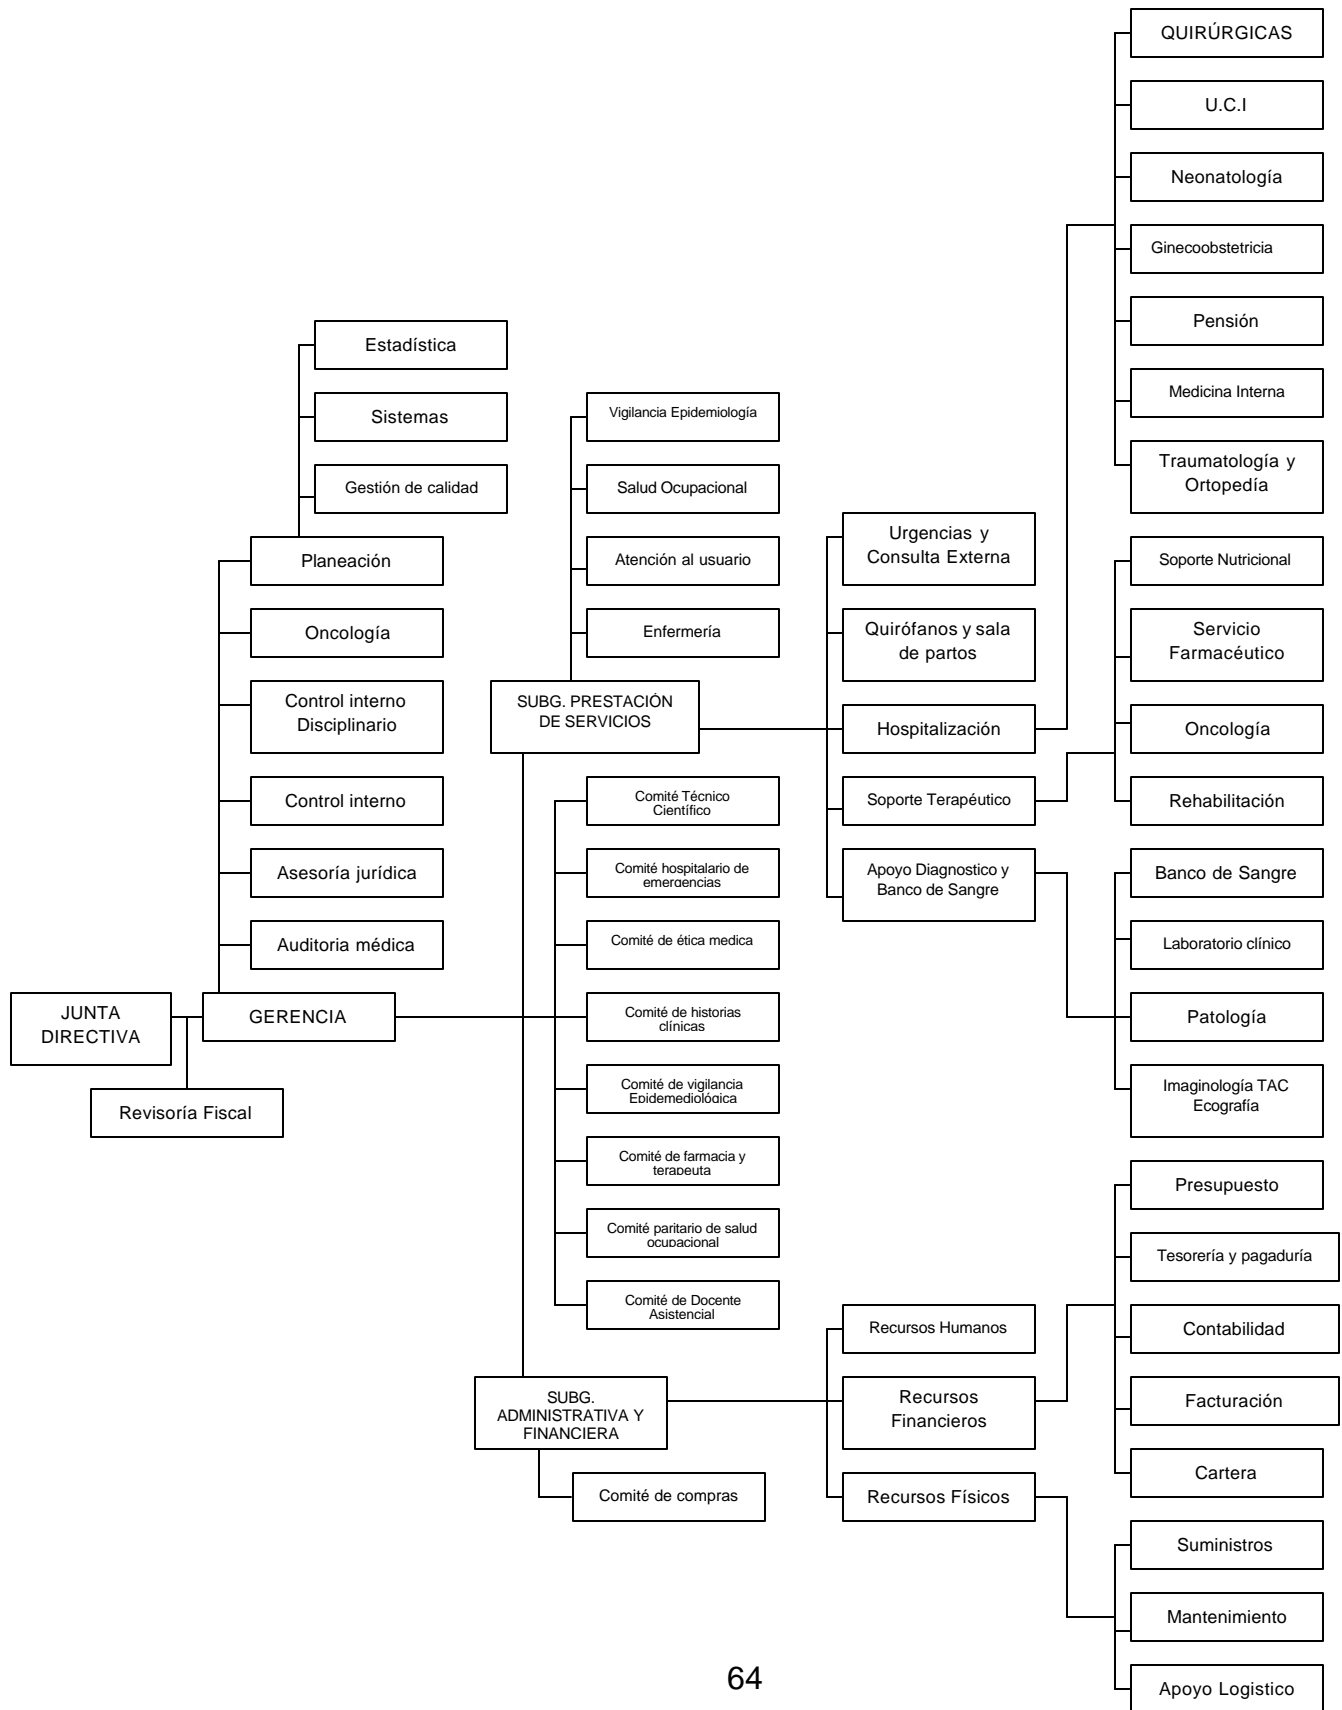 QUIRÚRGICAS
U.C.I
Neonatología
Ginecoobstetricia
Pensión
Medicina Interna
Traumatología y
Ortopedía
Estadística
Sistemas
Gestión de calidad
Planeación
Oncología
Control interno
Disciplinario
Control interno
Asesoría jurídica
Auditoria médica
JUNTA
DIRECTIVA
GERENCIA
Revisoría Fiscal
Vigilancia Epidemiología
Salud Ocupacional
Atención al usuario
Enfermería
SUBG. PRESTACIÓN
DE SERVICIOS
Comité Técnico
Científico
Comité hospitalario de
emergencias
Comité de ética medica
Comité de historias
clínicas
Comité de vigilancia
Epidemediológica
Comité de farmacia y
terapeuta
Comité paritario de salud
ocupacional
Comité de Docente
Asistencial
SUBG.
ADMINISTRATIVA Y
FINANCIERA
Comité de compras
Urgencias y
Consulta Externa
Quirófanos y sala
de partos
Hospitalización
Soporte Terapéutico
Apoyo Diagnostico y
Banco de Sangre
Soporte Nutricional
Servicio
Farmacéutico
Oncología
Rehabilitación
Banco de Sangre
Laboratorio clínico
Patología
Imaginología TAC
Ecografía
Recursos Humanos
Recursos
Financieros
Recursos Físicos
Presupuesto
Tesorería y pagaduría
Contabilidad
Facturación
Cartera
Suministros
Mantenimiento
Apoyo Logistico
64